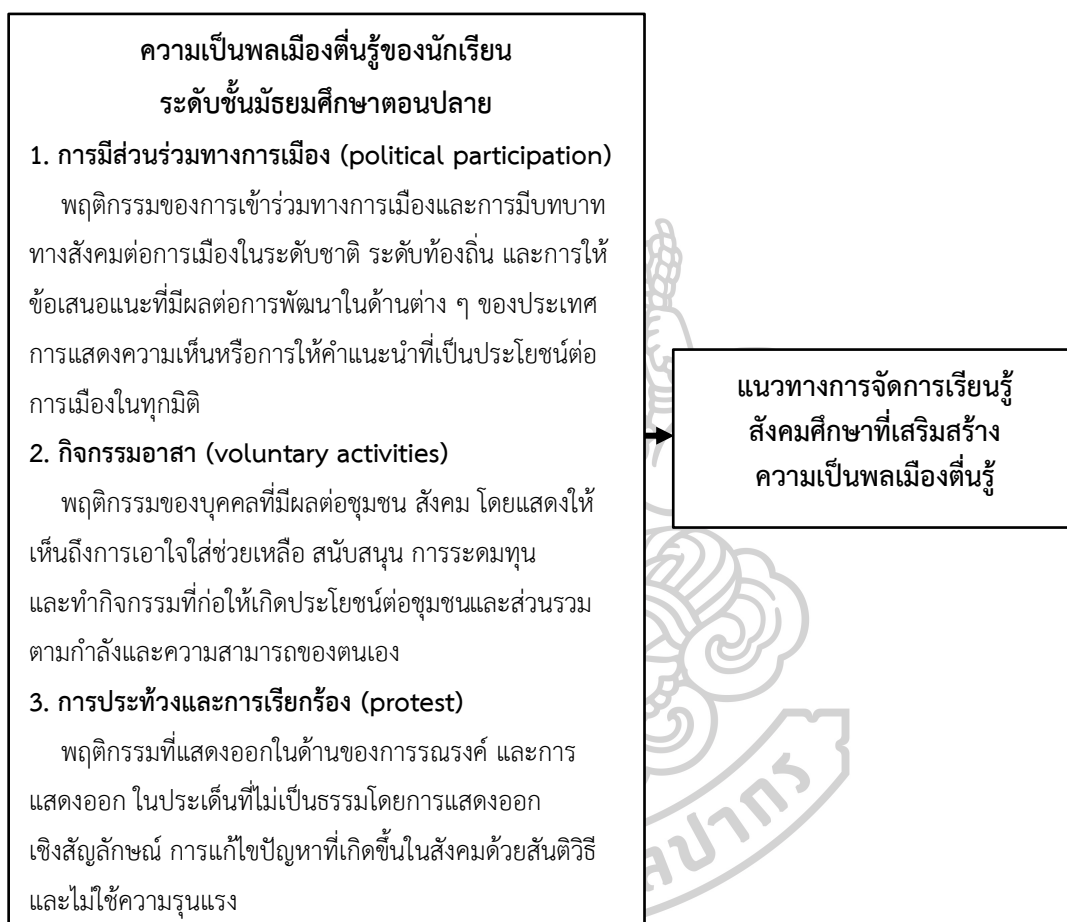 ความเป็นพลเมืองตื่นรู้ของนักเรียน
ระดับชั้นมัธยมศึกษาตอนปลาย
1. การมีส่วนร่วมทางการเมือง (political participation)
พฤติกรรมของการเข้าร่วมทางการเมืองและการมีบทบาท
ทางสังคมต่อการเมืองในระดับชาติ ระดับท้องถิ่น และการให้
ข้อเสนอแนะที่มีผลต่อการพัฒนาในด้านต่าง ๆ ของประเทศ
การแสดงความเห็นหรือการให้คำแนะนำที่เป็นประโยชน์ต่อ
การเมืองในทุกมิติ
2. กิจกรรมอาสา (voluntary activities)
พฤติกรรมของบุคคลที่มีผลต่อชุมชน สังคม โดยแสดงให้
เห็นถึงการเอาใจใส่ช่วยเหลือ สนับสนุน การระดมทุน
และทำกิจกรรมที่ก่อให้เกิดประโยชน์ต่อชุมชนและส่วนรวม
ตามกำลังและความสามารถของตนเอง
3. การประท้วงและการเรียกร้อง (protest)
พฤติกรรมที่แสดงออกในด้านของการรณรงค์ และการ
แสดงออก ในประเด็นที่ไม่เป็นธรรมโดยการแสดงออก
เชิงสัญลักษณ์ การแก้ไขปัญหาที่เกิดขึ้นในสังคมด้วยสันติวิธี
และไม่ใช้ความรุนแรง
แนวทางการจัดการเรียนรู้
สังคมศึกษาที่เสริมสร้าง
ความเป็นพลเมืองตื่นรู้
ลปากร